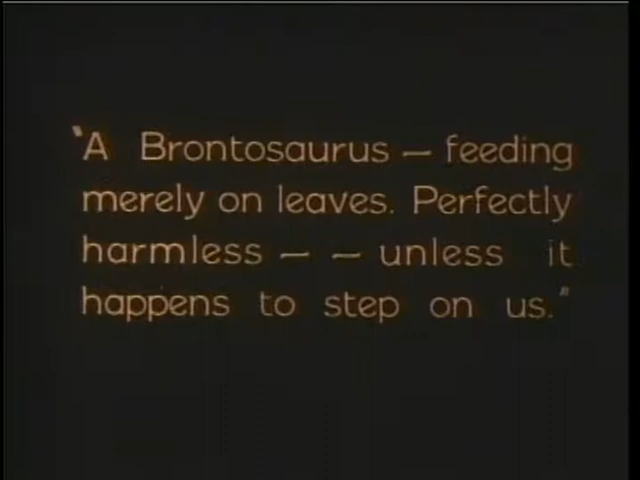 "A Brontosaurus — feeding
merely on leaves. Perfectly
harmless — — unless it
happens to step on us."